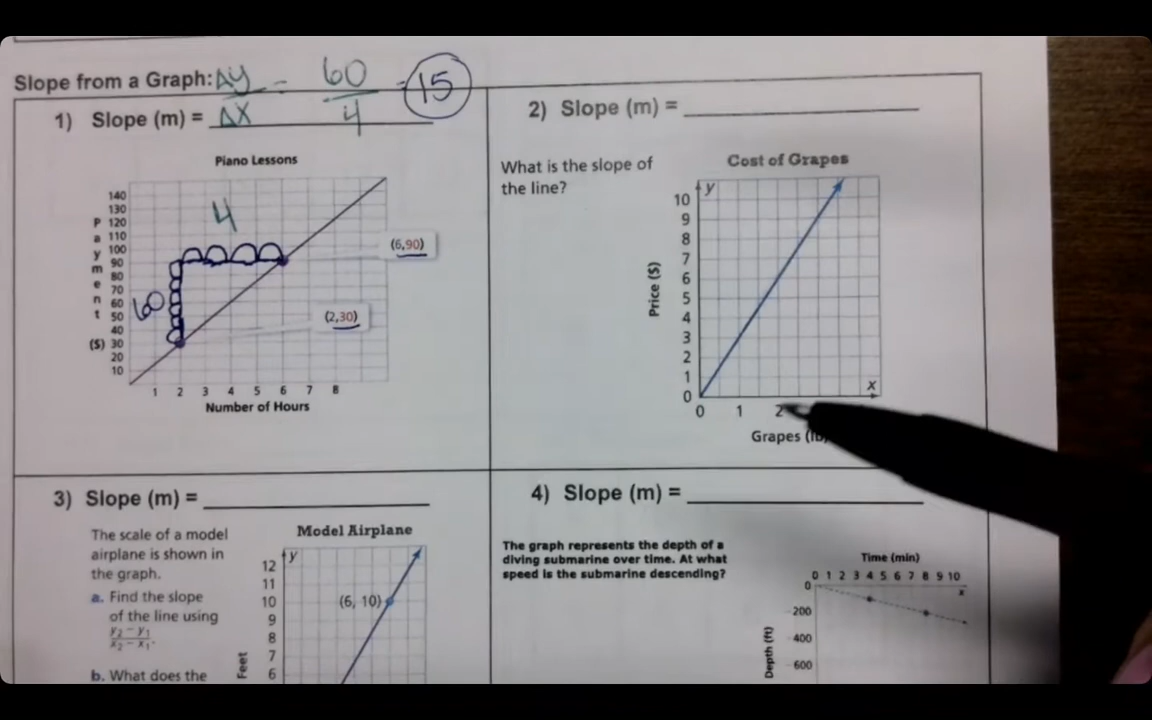 Slope from a Graph: ΔY = 60 = 15
1) Slope (m) = ΔX 4
Piano Lessons
4
60
Payment ($)
140
130
120
110
100
90
80
70
60
50
40
30
20
10
(6,90)
(2,30)
1 2 3 4 5 6 7 8
Number of Hours
2) Slope (m) =
What is the slope of
the line?
Cost of Grapes
y
10
9
8
7
6
5
4
3
2
1
0
Price ($)
x
0 1 2
Grapes (lb)
3) Slope (m) =
The scale of a model
airplane is shown in
the graph.
a. Find the slope
of the line using
y₂ − y₁
x₂ − x₁.
b. What does the
Model Airplane
y
12
11
10
9
8
7
6
(6, 10)
Feet
4) Slope (m) =
The graph represents the depth of a
diving submarine over time. At what
speed is the submarine descending?
Time (min)
0 1 2 3 4 5 6 7 8 9 10
x
0
200
400
600
Depth (ft)